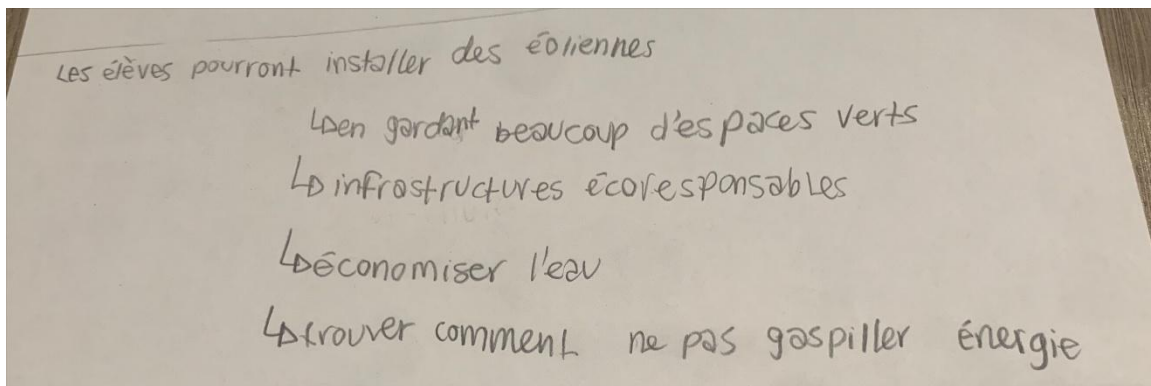 Les élèves pourront installer des éoliennes
↳ en gardant beaucoup d'espaces verts
↳ infrastructures écoresponsables
↳ économiser l'eau
↳ trouver comment ne pas gaspiller énergie